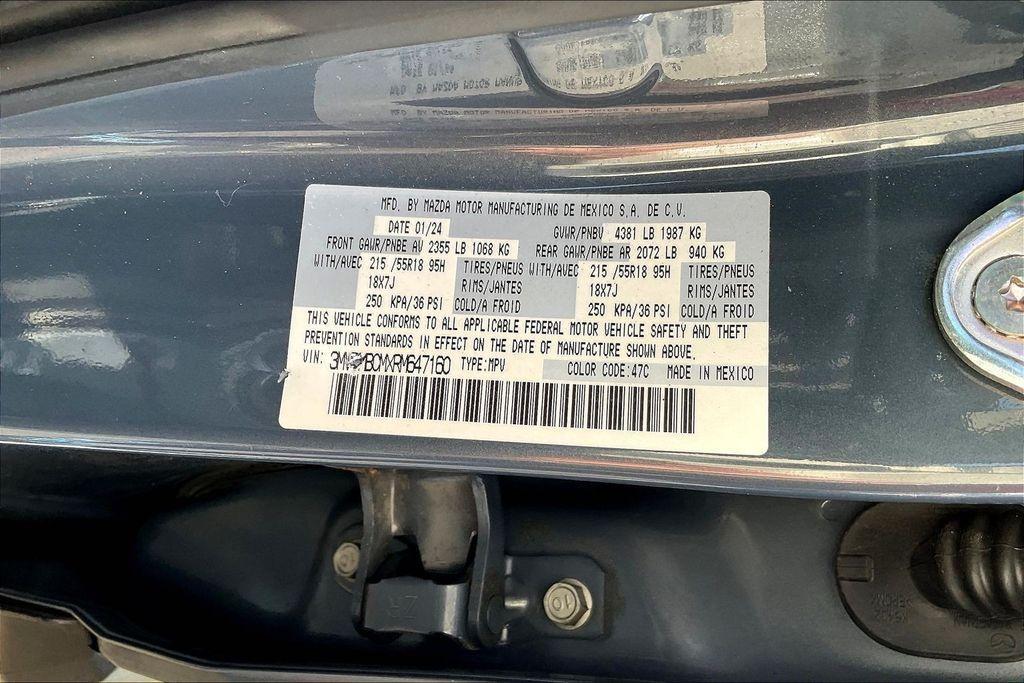 MFD. BY MAZDA MOTOR MANUFACTURING DE MEXICO S.A. DE C.V.
DATE 01/24 GVWR/PNBV 4381 LB 1987 KG
FRONT GAWR/PNBE AV 2355 LB 1068 KG REAR GAWR/PNBE AR 2072 LB 940 KG
WITH/AVEC 215 /55R18 95H TIRES/PNEUS WITH/AVEC 215 /55R18 95H TIRES/PNEUS
18X7J RIMS/JANTES 18X7J RIMS/JANTES
250 KPA/36 PSI COLD/A FROID 250 KPA/36 PSI COLD/A FROID
THIS VEHICLE CONFORMS TO ALL APPLICABLE FEDERAL MOTOR VEHICLE SAFETY AND THEFT
PREVENTION STANDARDS IN EFFECT ON THE DATE OF MANUFACTURE SHOWN ABOVE.
VIN: TYPE:MPV COLOR CODE:47C MADE IN MEXICO
ZR
10